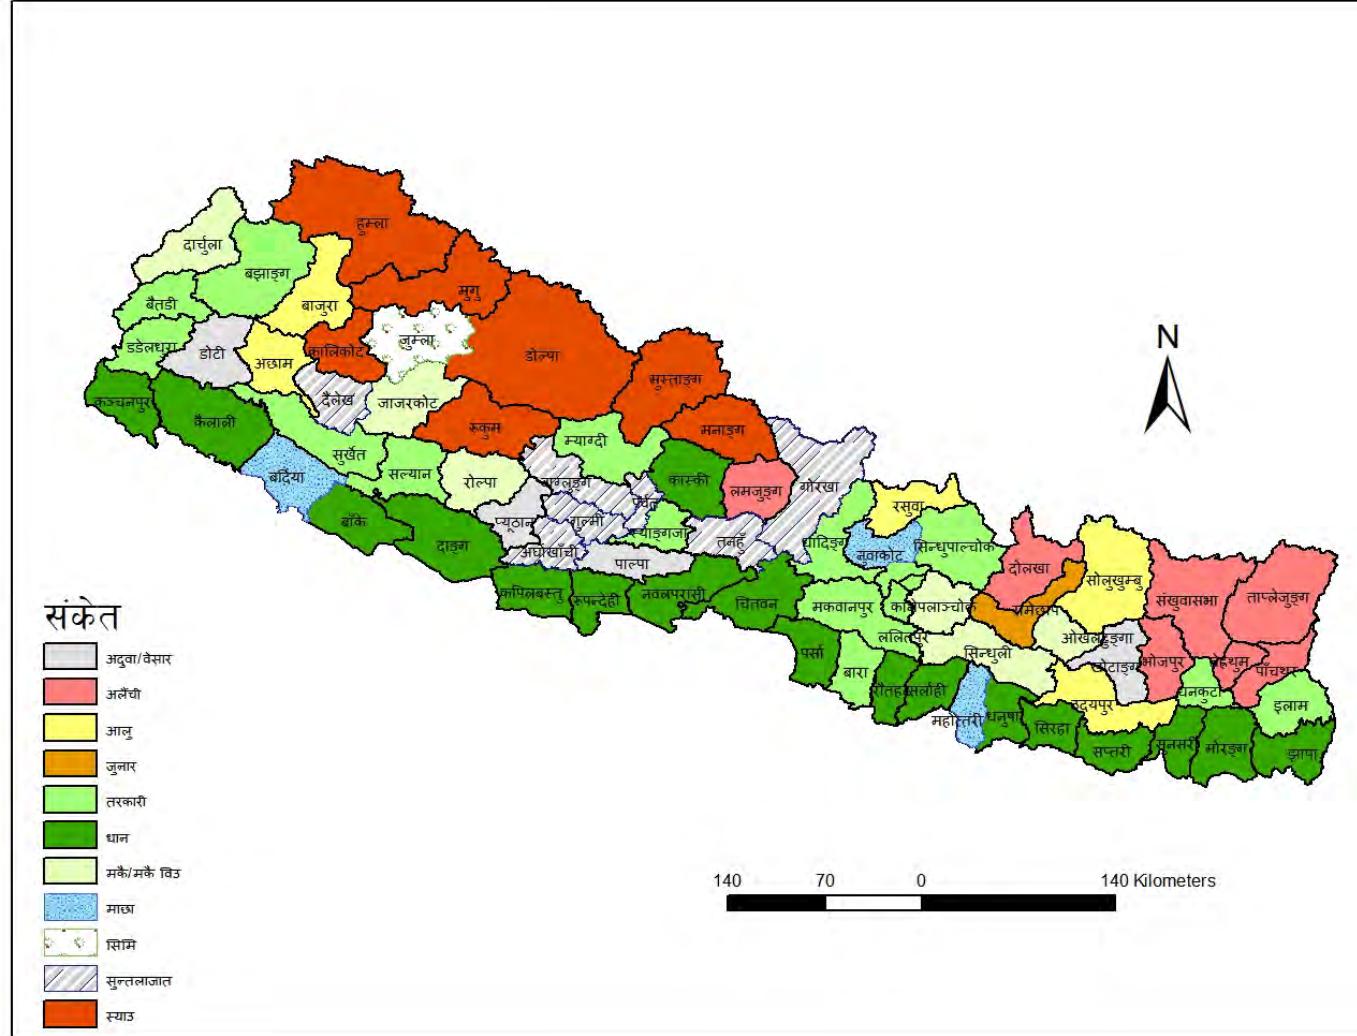 N
हुम्ला
दार्चुला
बझाङ्ग
मुगु
बैतडी
बाजुरा
जुम्ला
डडेलधुरा
डोटी
अछाम
कालिकोट
डोल्पा
मुस्ताङ्ग
कञ्चनपुर
कैलाली
दैलेख
जाजरकोट
रूकुम
मनाङ्ग
म्याग्दी
सुर्खेत
सल्यान
रोल्पा
बर्दिया
बाग्लुङ्ग
पर्वत
कास्की
लमजुङ्ग
गोरखा
रसुवा
बाँके
दाङ्ग
प्यूठान
गुल्मी
स्याङ्गजा
तनहुँ
धादिङ्ग
नुवाकोट
सिन्धुपाल्चोक
अर्घाखाँची
पाल्पा
दोलखा
सोलुखुम्बु
संखुवासभा
ताप्लेजुङ्ग
कपिलबस्तु
रूपन्देही
नवलपरासी
चितवन
मकवानपुर
काभ्रेपलाञ्चोक
रामेछाप
ललितपुर
सिन्धुली
ओखलढुङ्गा
खोटाङ्ग
भोजपुर
तेह्रथुम
पाँचथर
पर्सा
बारा
रौतहट
सर्लाही
महोत्तरी
धनुषा
सिरहा
उदयपुर
धनकुटा
इलाम
सप्तरी
सुनसरी
मोरङ्ग
झापा
संकेत
अदुवा/वेसार
अलैंची
आलु
जुनार
तरकारी
धान
मकै/मकै विउ
माछा
सिमि
सुन्तलाजात
स्याउ
140 70 0 140 Kilometers